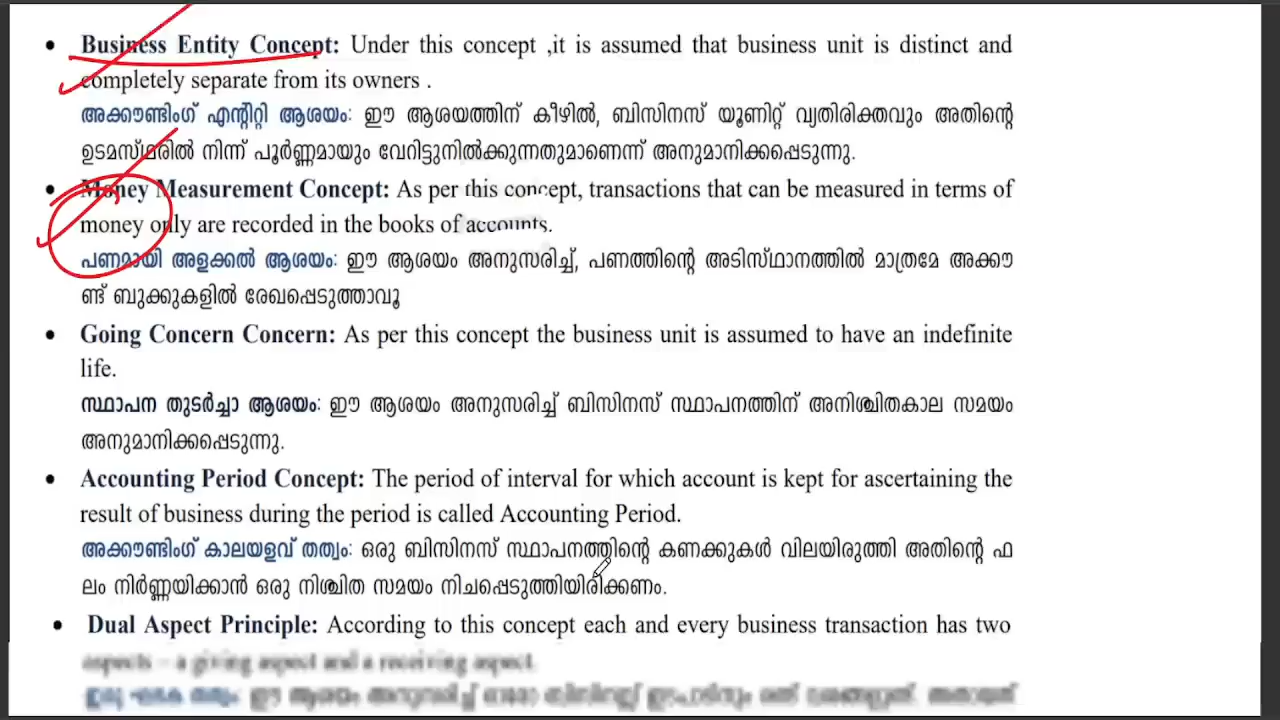 • Business Entity Concept: Under this concept ,it is assumed that business unit is distinct and
completely separate from its owners .
അക്കൗണ്ടിംഗ് എന്റിറ്റി ആശയം: ഈ ആശയത്തിന് കീഴിൽ, ബിസിനസ് യൂണിറ്റ് വ്യതിരിക്തവും അതിന്റെ
ഉടമസ്ഥരിൽ നിന്ന് പൂർണ്ണമായും വേറിട്ടുനിൽക്കുന്നതുമാണെന്ന് അനുമാനിക്കപ്പെടുന്നു.
• Money Measurement Concept: As per this concept, transactions that can be measured in terms of
money only are recorded in the books of accounts.
പണമായി അളക്കൽ ആശയം: ഈ ആശയം അനുസരിച്ച്, പണത്തിന്റെ അടിസ്ഥാനത്തിൽ മാത്രമേ അക്കൗ
ണ്ട് ബുക്കുകളിൽ രേഖപ്പെടുത്താവൂ
• Going Concern Concern: As per this concept the business unit is assumed to have an indefinite
life.
സ്ഥാപന തുടർച്ചാ ആശയം: ഈ ആശയം അനുസരിച്ച് ബിസിനസ് സ്ഥാപനത്തിന് അനിശ്ചിതകാല സമയം
അനുമാനിക്കപ്പെടുന്നു.
• Accounting Period Concept: The period of interval for which account is kept for ascertaining the
result of business during the period is called Accounting Period.
അക്കൗണ്ടിംഗ് കാലയളവ് തത്വം: ഒരു ബിസിനസ് സ്ഥാപനത്തിന്റെ കണക്കുകൾ വിലയിരുത്തി അതിന്റെ ഫ
ലം നിർണ്ണയിക്കാൻ ഒരു നിശ്ചിത സമയം നിചപ്പെടുത്തിയിരിക്കണം.
• Dual Aspect Principle: According to this concept each and every business transaction has two
aspects – a giving aspect and a receiving aspect.